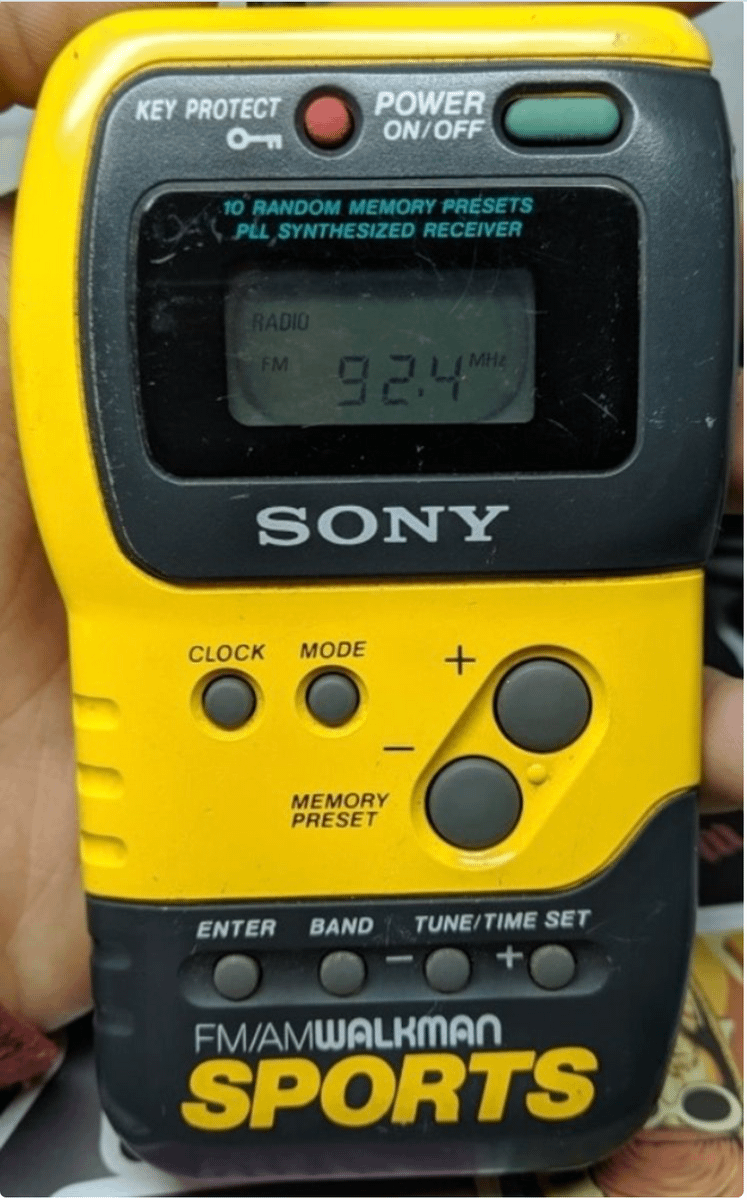 KEY PROTECT
POWER
ON/OFF
10 RANDOM MEMORY PRESETS
PLL SYNTHESIZED RECEIVER
RADIO
FM 92.4 MHz
SONY
CLOCK MODE
+
−
MEMORY
PRESET
ENTER BAND TUNE/TIME SET
− +
FM/AM WALKMAN
SPORTS